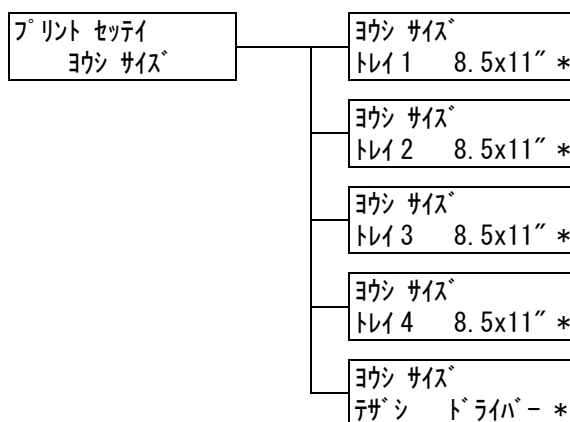 プリント セッテイ
ヨウシ サイズ
ヨウシ サイズ
トレイ1 8.5x11″ *
ヨウシ サイズ
トレイ2 8.5x11″ *
ヨウシ サイズ
トレイ3 8.5x11″ *
ヨウシ サイズ
トレイ4 8.5x11″ *
ヨウシ サイズ
テザシ ドライバー *